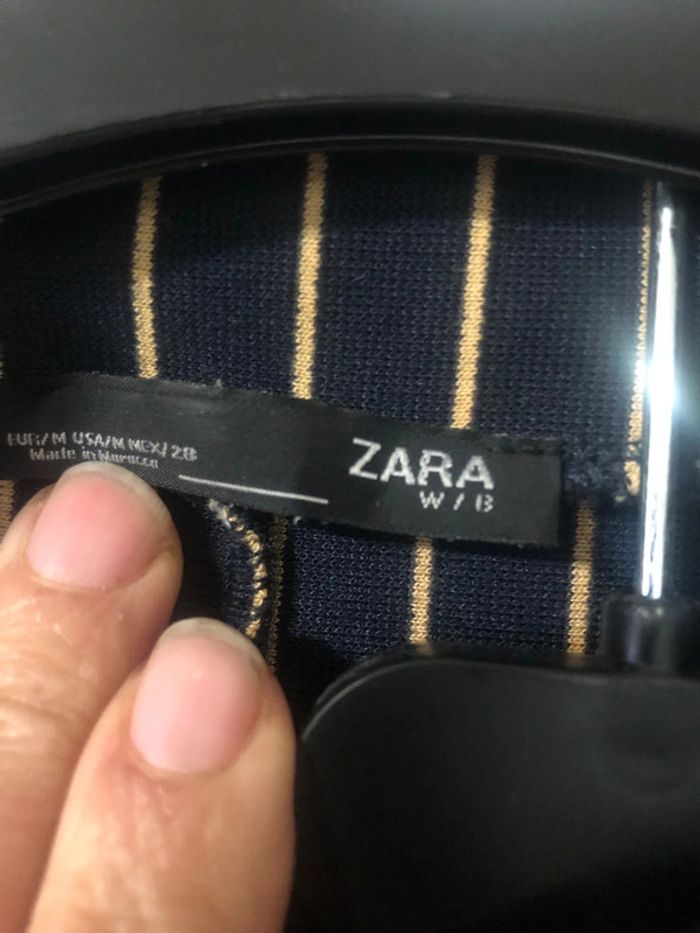 EUR/M USA/M MEX/28
Made in Morocco
ZARA
W / B